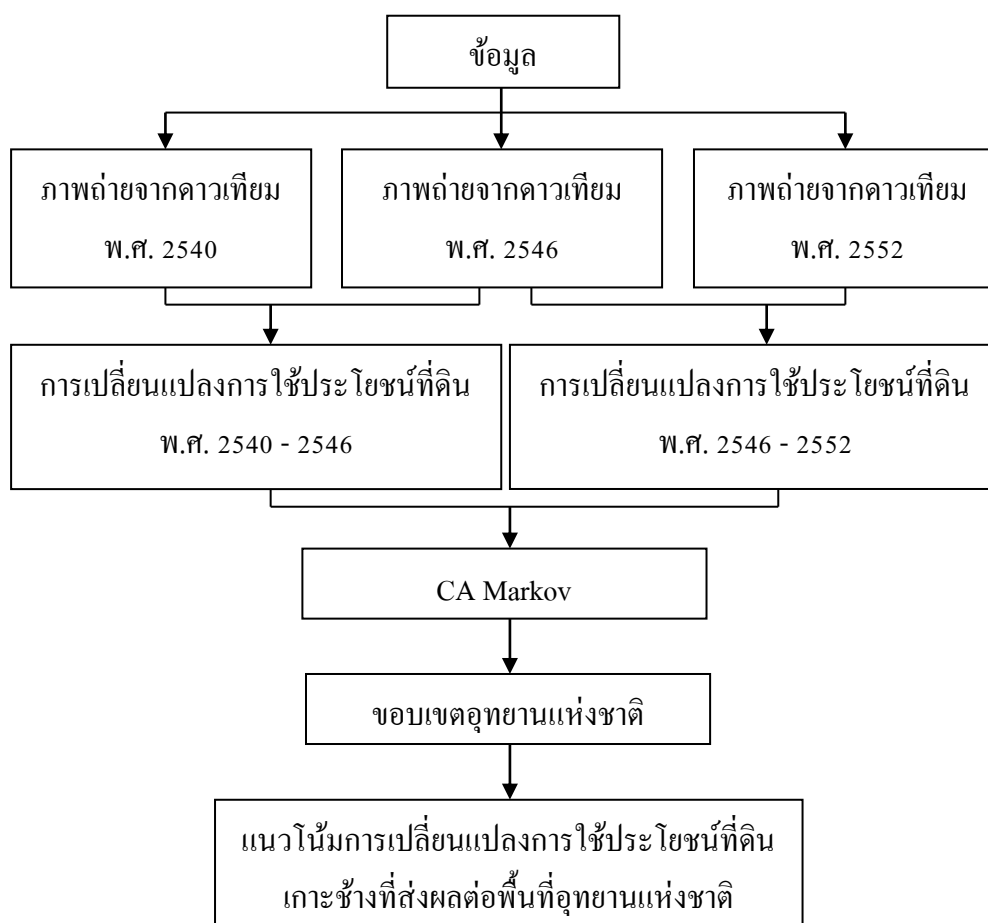 ข้อมูล
ภาพถ่ายจากดาวเทียม
พ.ศ. 2540
ภาพถ่ายจากดาวเทียม
พ.ศ. 2546
ภาพถ่ายจากดาวเทียม
พ.ศ. 2552
การเปลี่ยนแปลงการใช้ประโยชน์ที่ดิน
พ.ศ. 2540 - 2546
การเปลี่ยนแปลงการใช้ประโยชน์ที่ดิน
พ.ศ. 2546 - 2552
CA Markov
ขอบเขตอุทยานแห่งชาติ
แนวโน้มการเปลี่ยนแปลงการใช้ประโยชน์ที่ดิน
เกาะช้างที่ส่งผลต่อพื้นที่อุทยานแห่งชาติ